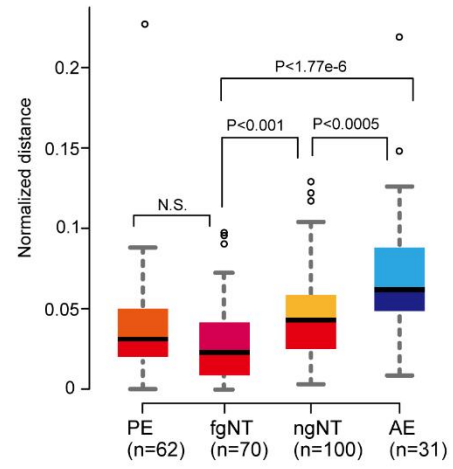 0.2
0.15
0.1
0.05
0
Normalized distance
P<1.77e-6
P<0.001 P<0.0005
N.S.
PE fgNT ngNT AE
(n=62) (n=70) (n=100) (n=31)